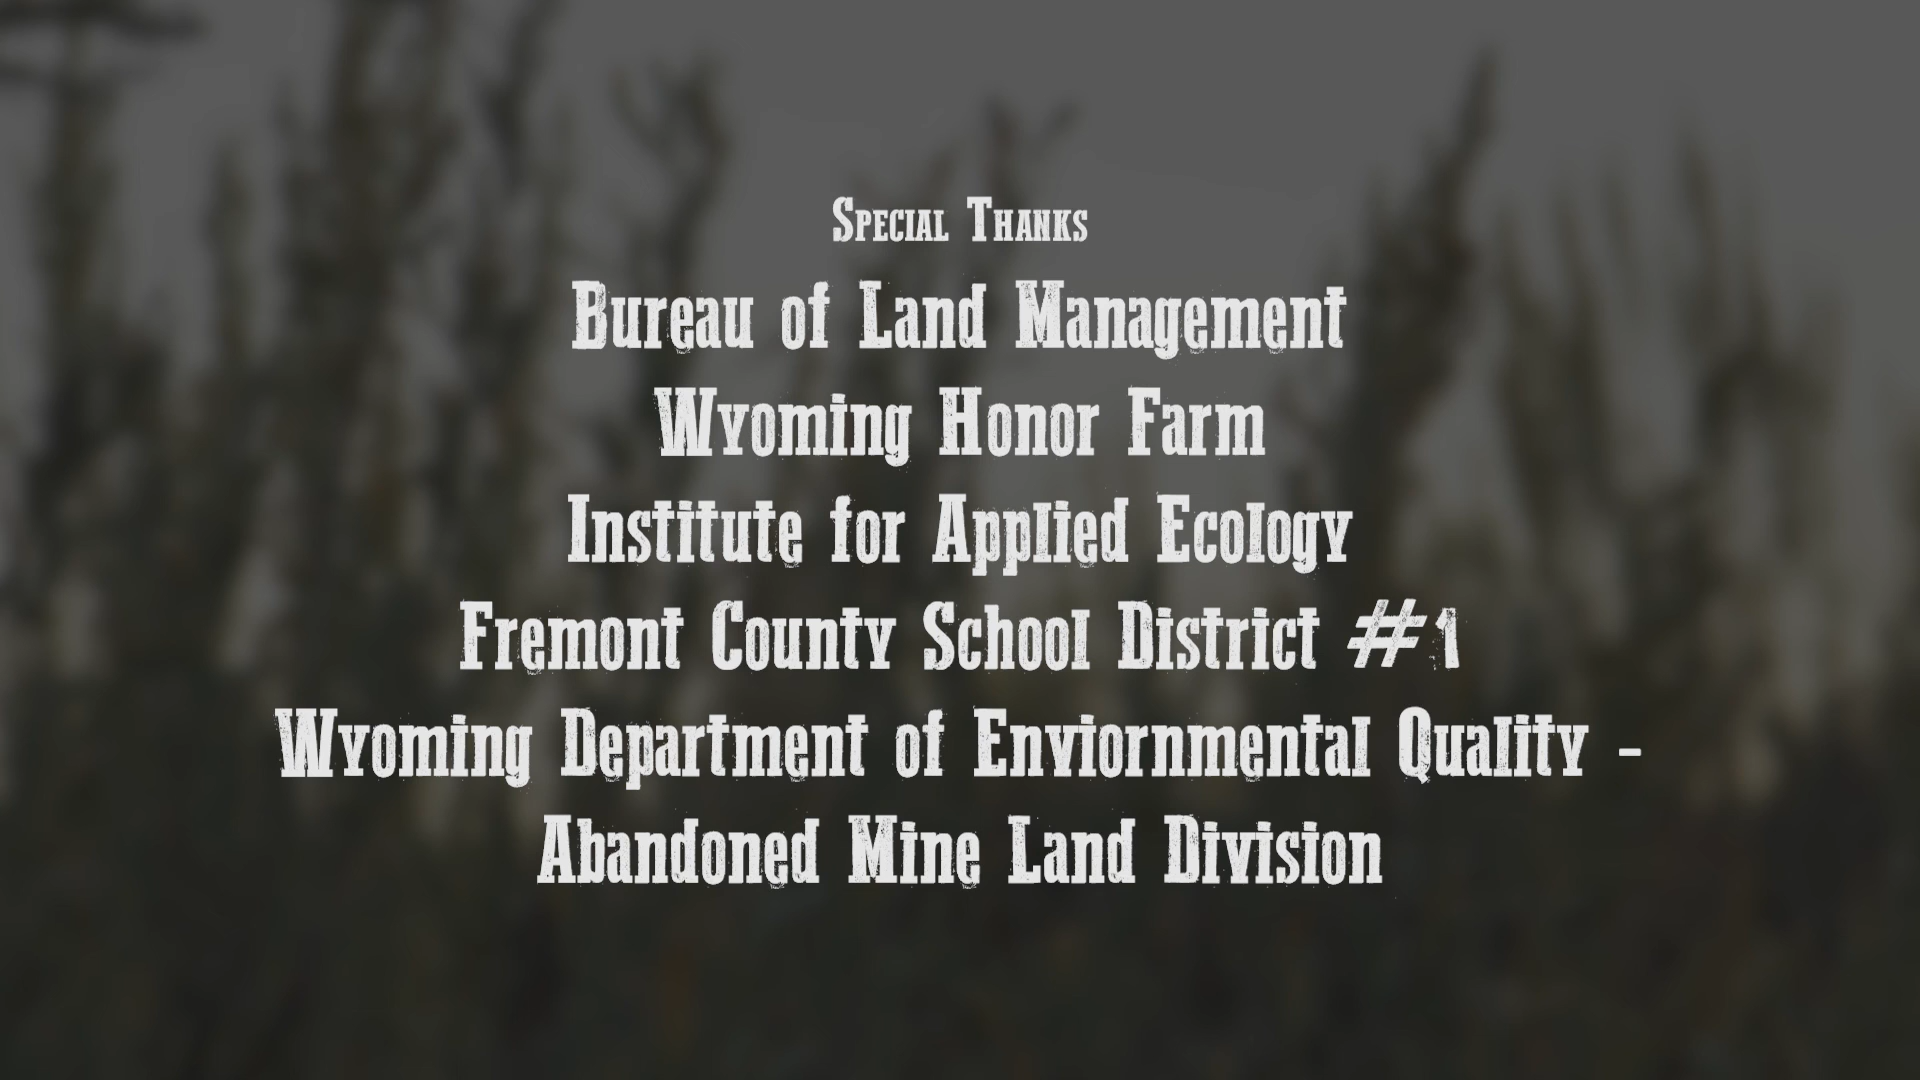 Special Thanks
Bureau of Land Management
Wyoming Honor Farm
Institute for Applied Ecology
Fremont County School District #1
Wyoming Department of Enviornmental Quality -
Abandoned Mine Land Division